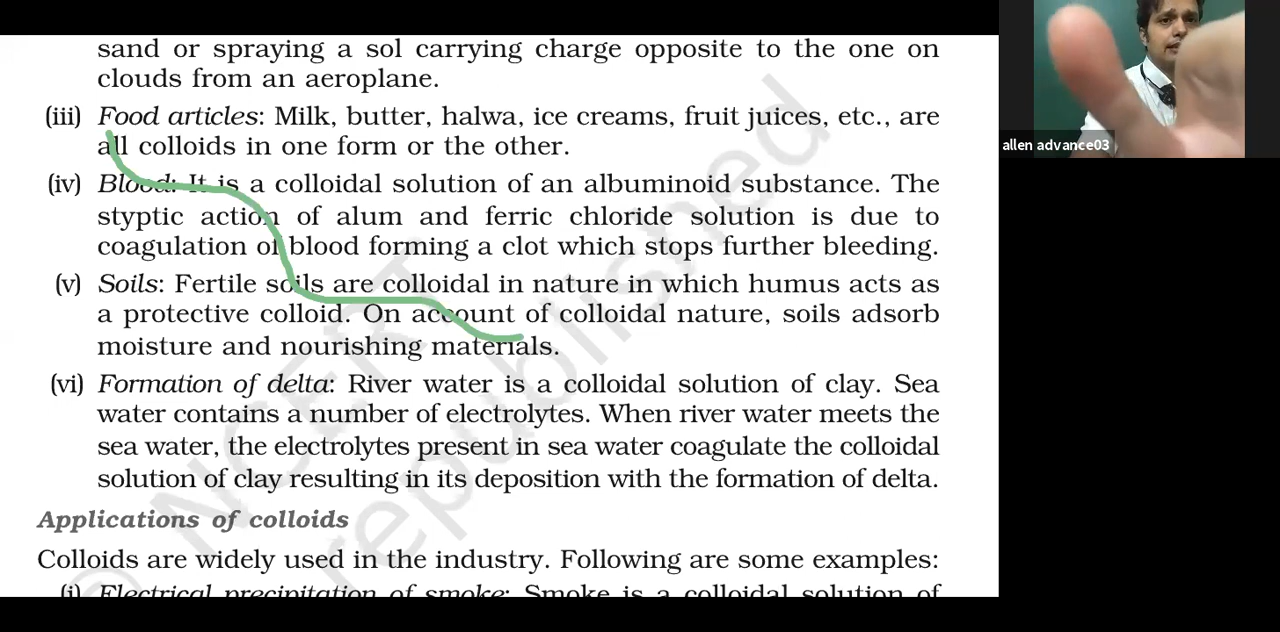 sand or spraying a sol carrying charge opposite to the one on
clouds from an aeroplane.
(iii) Food articles: Milk, butter, halwa, ice creams, fruit juices, etc., are
all colloids in one form or the other.
(iv) Blood: It is a colloidal solution of an albuminoid substance. The
styptic action of alum and ferric chloride solution is due to
coagulation of blood forming a clot which stops further bleeding.
(v) Soils: Fertile soils are colloidal in nature in which humus acts as
a protective colloid. On account of colloidal nature, soils adsorb
moisture and nourishing materials.
(vi) Formation of delta: River water is a colloidal solution of clay. Sea
water contains a number of electrolytes. When river water meets the
sea water, the electrolytes present in sea water coagulate the colloidal
solution of clay resulting in its deposition with the formation of delta.
Applications of colloids
Colloids are widely used in the industry. Following are some examples:
(i) Electrical precipitation of smoke: Smoke is a colloidal solution of
allen advance03
© NCERT
republished